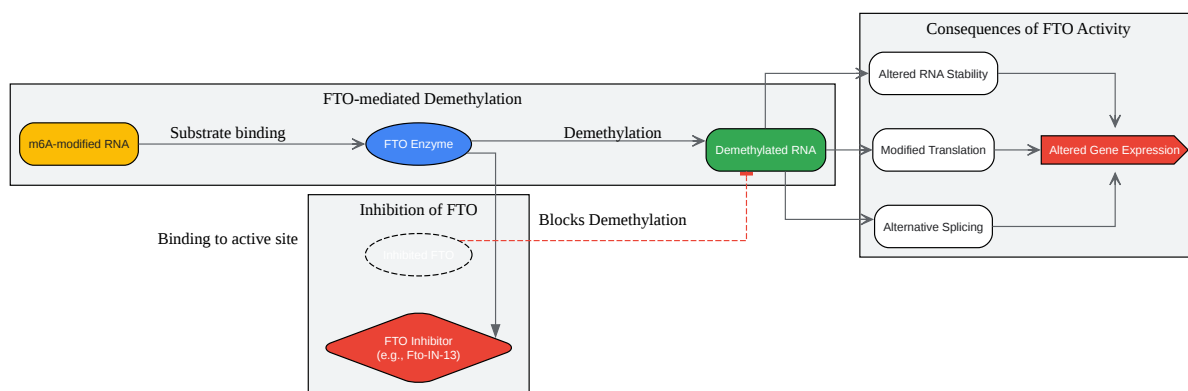 Consequences of FTO Activity
Altered RNA Stability
FTO-mediated Demethylation
m6A-modified RNA
Substrate binding
FTO Enzyme
Demethylation
Demethylated RNA
Modified Translation
Altered Gene Expression
Inhibition of FTO
Binding to active site
Blocks Demethylation
Alternative Splicing
Inhibited FTO
FTO Inhibitor
(e.g., Fto-IN-13)